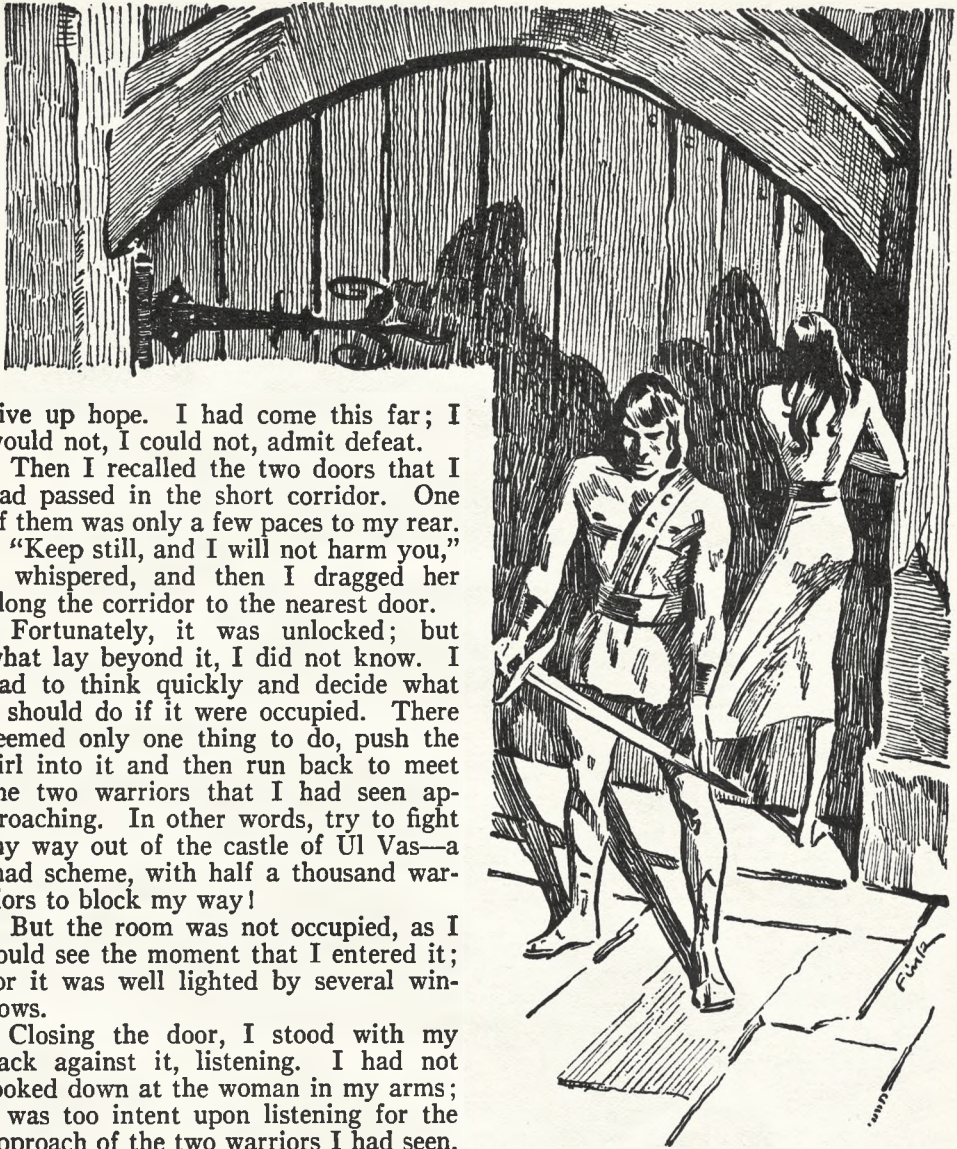 ive up hope. I had come this far; I
ould not, I could not, admit defeat.
Then I recalled the two doors that I
ad passed in the short corridor. One
f them was only a few paces to my rear.
"Keep still, and I will not harm you,"
whispered, and then I dragged her
long the corridor to the nearest door.
Fortunately, it was unlocked; but
hat lay beyond it, I did not know. I
ad to think quickly and decide what
should do if it were occupied. There
eemed only one thing to do, push the
irl into it and then run back to meet
he two warriors that I had seen ap-
roaching. In other words, try to fight
y way out of the castle of Ul Vas—a
ad scheme, with half a thousand war-
iors to block my way!
But the room was not occupied, as I
ould see the moment that I entered it;
or it was well lighted by several win-
ows.
Closing the door, I stood with my
ack against it, listening. I had not
ooked down at the woman in my arms;
was too intent upon listening for the
pproach of the two warriors I had seen.
Finlay